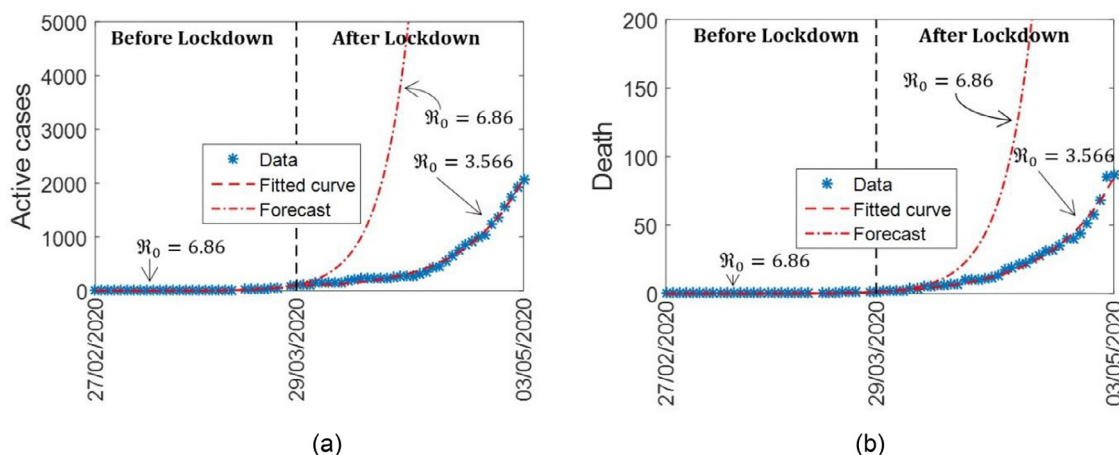 5000
4000
3000
2000
1000
0
Active cases
Before Lockdown
After Lockdown
ℜ₀ = 6.86
ℜ₀ = 3.566
Data
Fitted curve
Forecast
ℜ₀ = 6.86
27/02/2020
29/03/2020
03/05/2020
(a)
200
150
100
50
0
Death
Before Lockdown
After Lockdown
ℜ₀ = 6.86
ℜ₀ = 3.566
Data
Fitted curve
Forecast
ℜ₀ = 6.86
27/02/2020
29/03/2020
03/05/2020
(b)